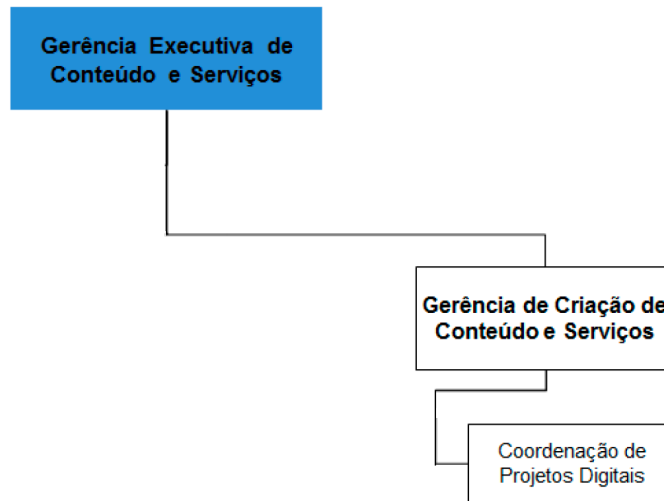 Gerência Executiva de
Conteúdo e Serviços
Gerência de Criação de
Conteúdo e Serviços
Coordenação de
Projetos Digitais